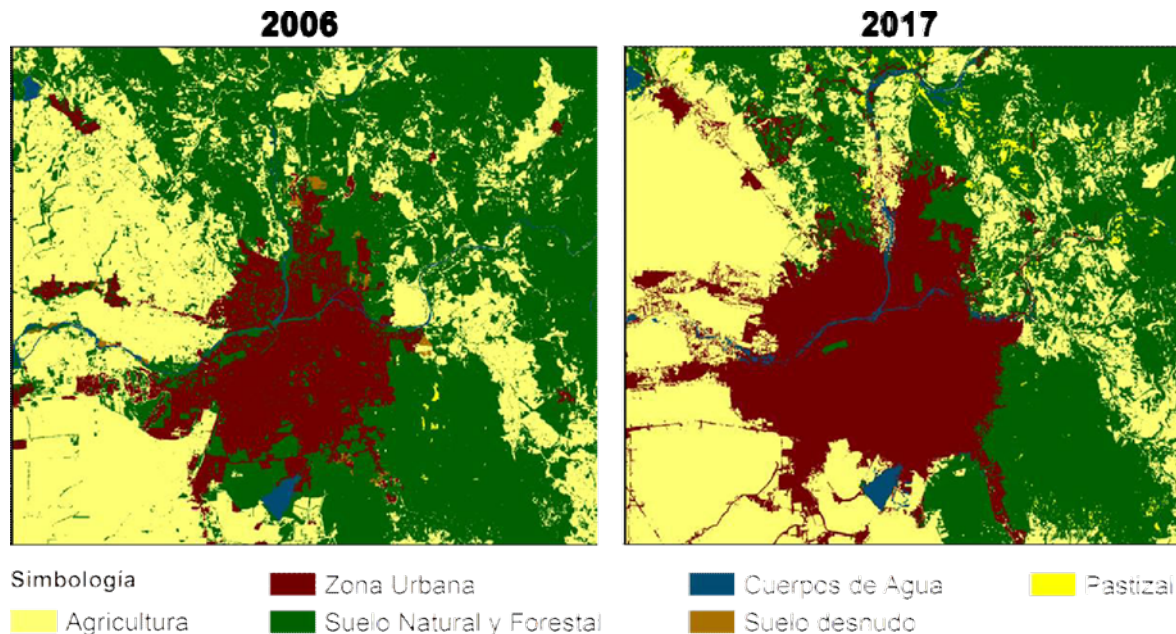 2006 2017
Simbología
Zona Urbana
Cuerpos de Agua
Pastizal
Agricultura
Suelo Natural y Forestal
Suelo desnudo